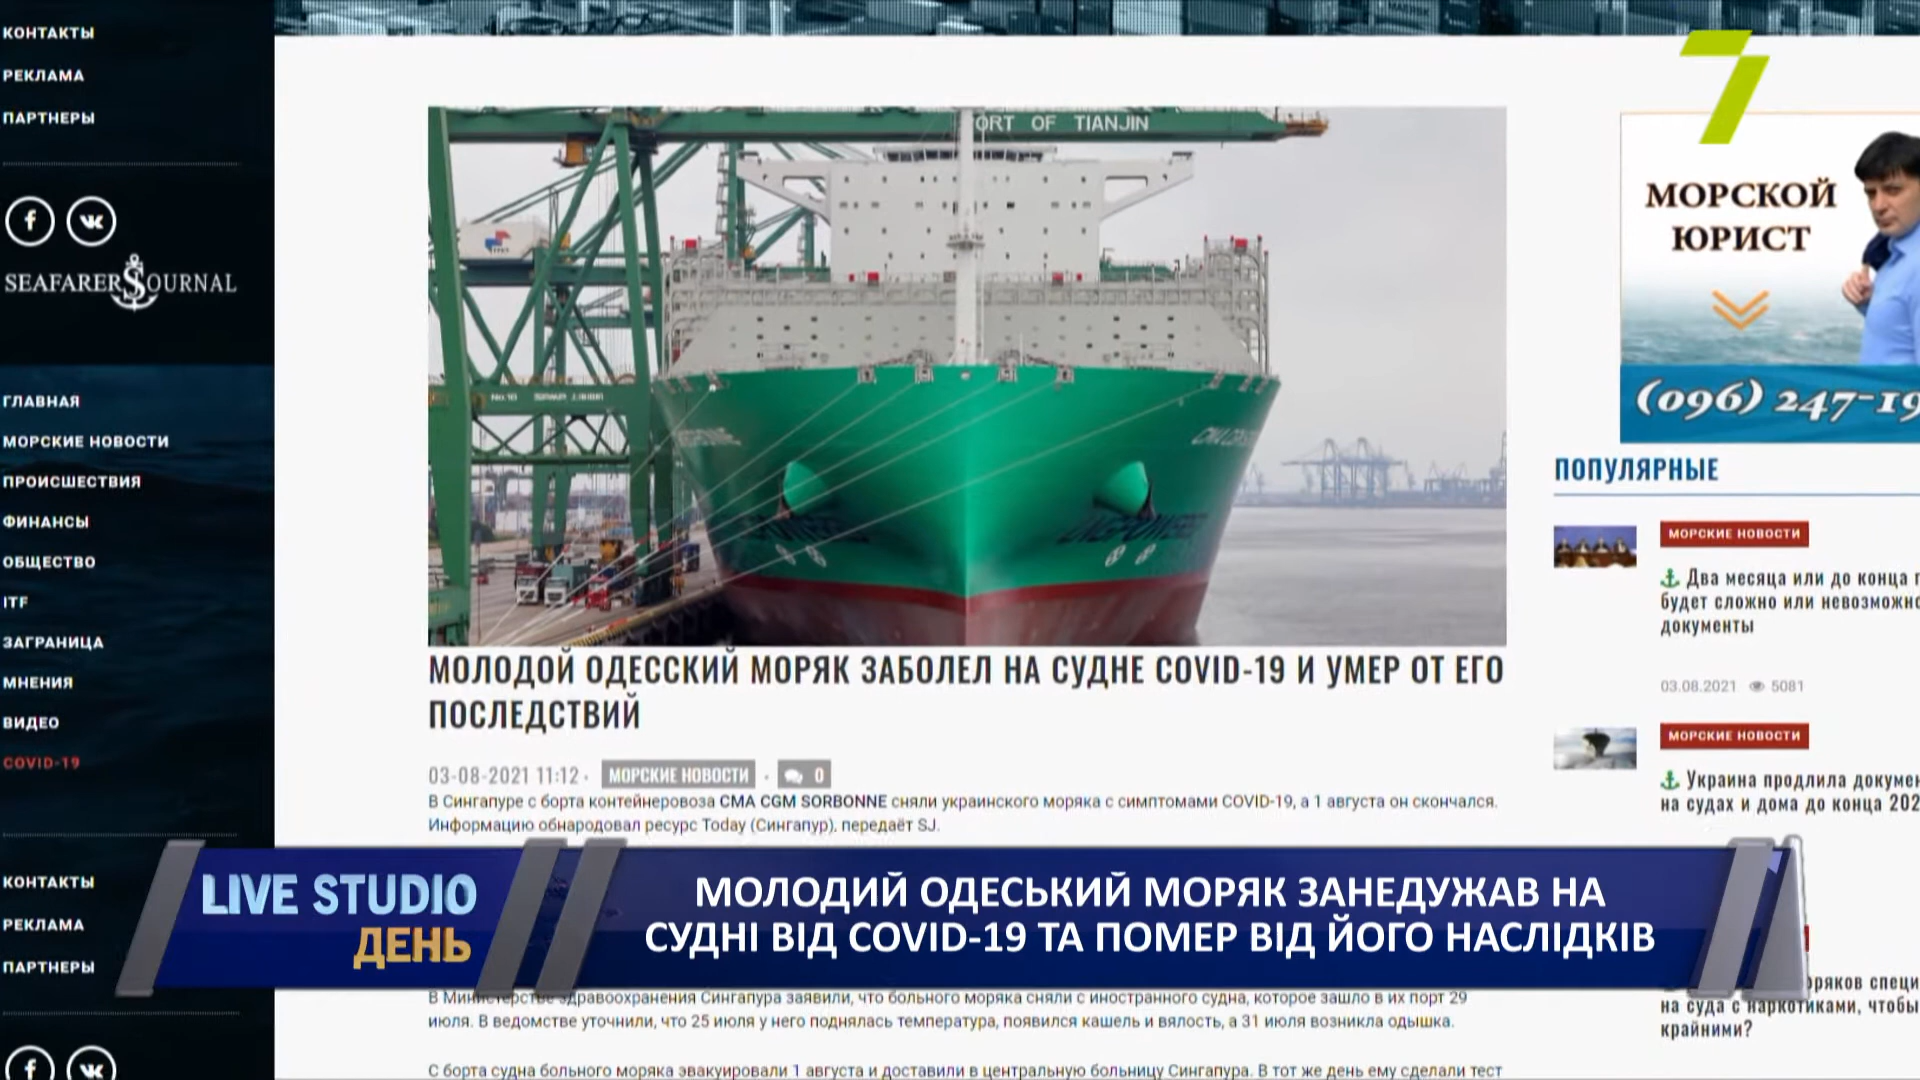 КОНТАКТЫ
РЕКЛАМА
ПАРТНЕРЫ
SEAFARER JOURNAL
ГЛАВНАЯ
МОРСКИЕ НОВОСТИ
ПРОИСШЕСТВИЯ
ФИНАНСЫ
ОБЩЕСТВО
ITF
ЗАГРАНИЦА
МНЕНИЯ
ВИДЕО
COVID-19
КОНТАКТЫ
РЕКЛАМА
ПАРТНЕРЫ
PORT OF TIANJIN
МОЛОДОЙ ОДЕССКИЙ МОРЯК ЗАБОЛЕЛ НА СУДНЕ COVID-19 И УМЕР ОТ ЕГО
ПОСЛЕДСТВИЙ
03-08-2021 11:12 · МОРСКИЕ НОВОСТИ · 0
В Сингапуре с борта контейнеровоза CMA CGM SORBONNE сняли украинского моряка с симптомами COVID-19, а 1 августа он скончался.
Информацию обнародовал ресурс Today (Сингапур), передаёт SJ.
LIVE STUDIO
ДЕНЬ
МОЛОДИЙ ОДЕСЬКИЙ МОРЯК ЗАНЕДУЖАВ НА
СУДНІ ВІД COVID-19 ТА ПОМЕР ВІД ЙОГО НАСЛІДКІВ
В Министерстве здравоохранения Сингапура заявили, что больного моряка сняли с иностранного судна, которое зашло в их порт 29
июля. В ведомстве уточнили, что 25 июля у него поднялась температура, появился кашель и вялость, а 31 июля возникла одышка.
С борта судна больного моряка эвакуировали 1 августа и доставили в центральную больницу Сингапура. В тот же день ему сделали тест
7
МОРСКОЙ
ЮРИСТ
(096) 247-19
ПОПУЛЯРНЫЕ
МОРСКИЕ НОВОСТИ
Два месяца или до конца г
будет сложно или невозможно
документы
03.08.2021 5081
МОРСКИЕ НОВОСТИ
Украина продлила докумен
на судах и дома до конца 202
оряков специ
на суда с наркотиками, чтобы
крайними?